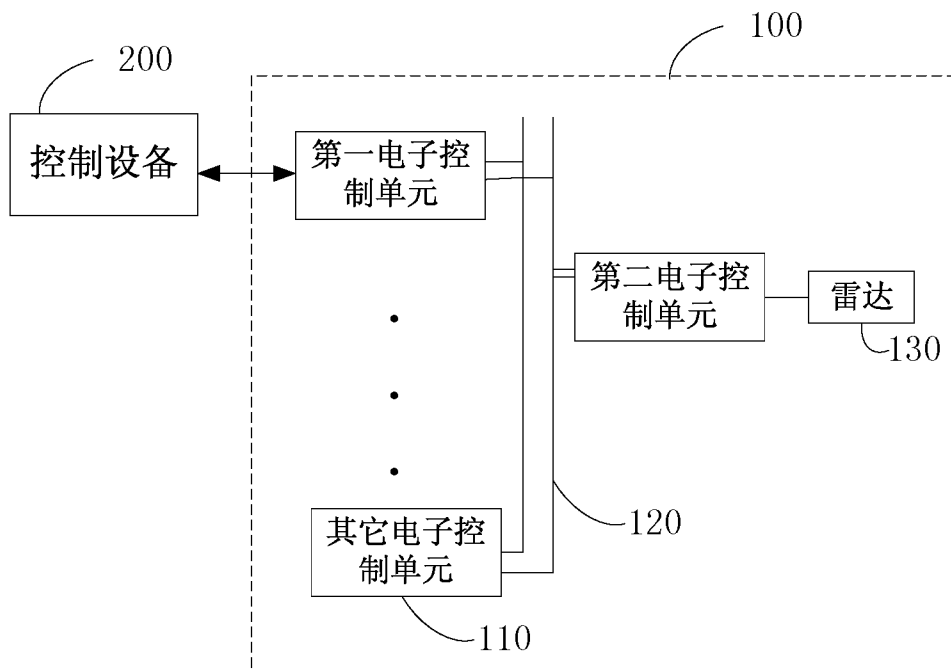 100
200
控制设备
第一电子控
制单元
第二电子控
制单元
雷达
130
120
其它电子控
制单元
110